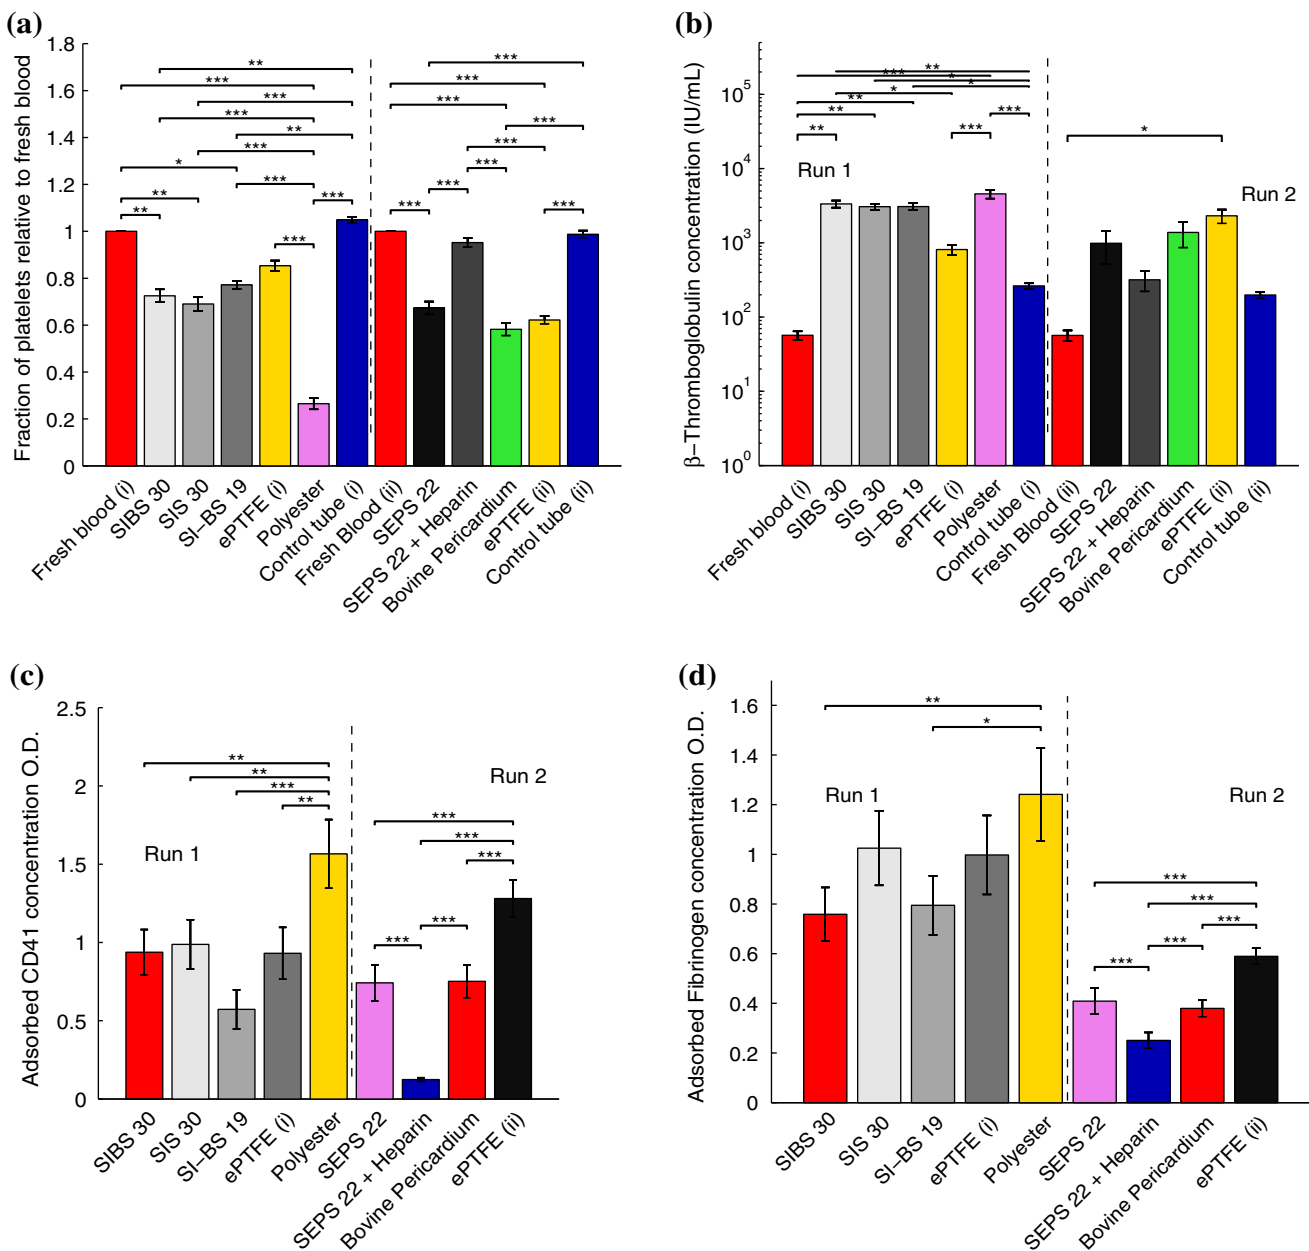 (a)
Fraction of platelets relative to fresh blood
1.8
1.6
1.4
1.2
1
0.8
0.6
0.4
0.2
0
**
***
***
***
**
***
*
***
**
**
***
***
***
***
***
***
***
***
***
***
***
Fresh blood (i)
SIBS 30
SIS 30
SI–BS 19
ePTFE (i)
Polyester
Control tube (i)
Fresh Blood (ii)
SEPS 22
SEPS 22 + Heparin
Bovine Pericardium
ePTFE (ii)
Control tube (ii)
(b)
β–Thromboglobulin concentration (IU/mL)
10^5
10^4
10^3
10^2
10^1
10^0
**
***
*
*
*
**
**
***
**
***
*
Run 1
Run 2
Fresh blood (i)
SIBS 30
SIS 30
SI–BS 19
ePTFE (i)
Polyester
Control tube (i)
Fresh Blood (ii)
SEPS 22
SEPS 22 + Heparin
Bovine Pericardium
ePTFE (ii)
Control tube (ii)
(c)
Adsorbed CD41 concentration O.D.
2.5
2
1.5
1
0.5
0
**
**
***
**
***
***
***
***
***
Run 1
Run 2
SIBS 30
SIS 30
SI–BS 19
ePTFE (i)
Polyester
SEPS 22
SEPS 22 + Heparin
Bovine Pericardium
ePTFE (ii)
(d)
Adsorbed Fibrinogen concentration O.D.
1.6
1.4
1.2
1
0.8
0.6
0.4
0.2
0
**
*
***
***
***
***
***
Run 1
Run 2
SIBS 30
SIS 30
SI–BS 19
ePTFE (i)
Polyester
SEPS 22
SEPS 22 + Heparin
Bovine Pericardium
ePTFE (ii)